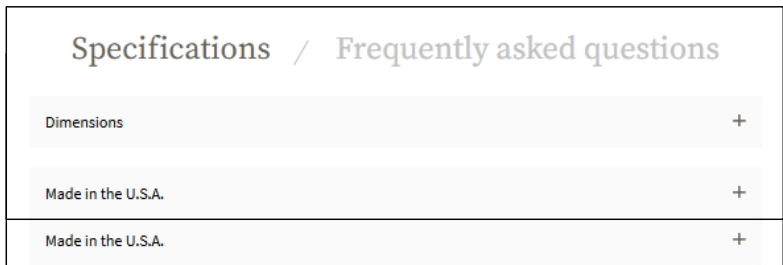 Specifications / Frequently asked questions
Dimensions +
Made in the U.S.A. +
Made in the U.S.A. +